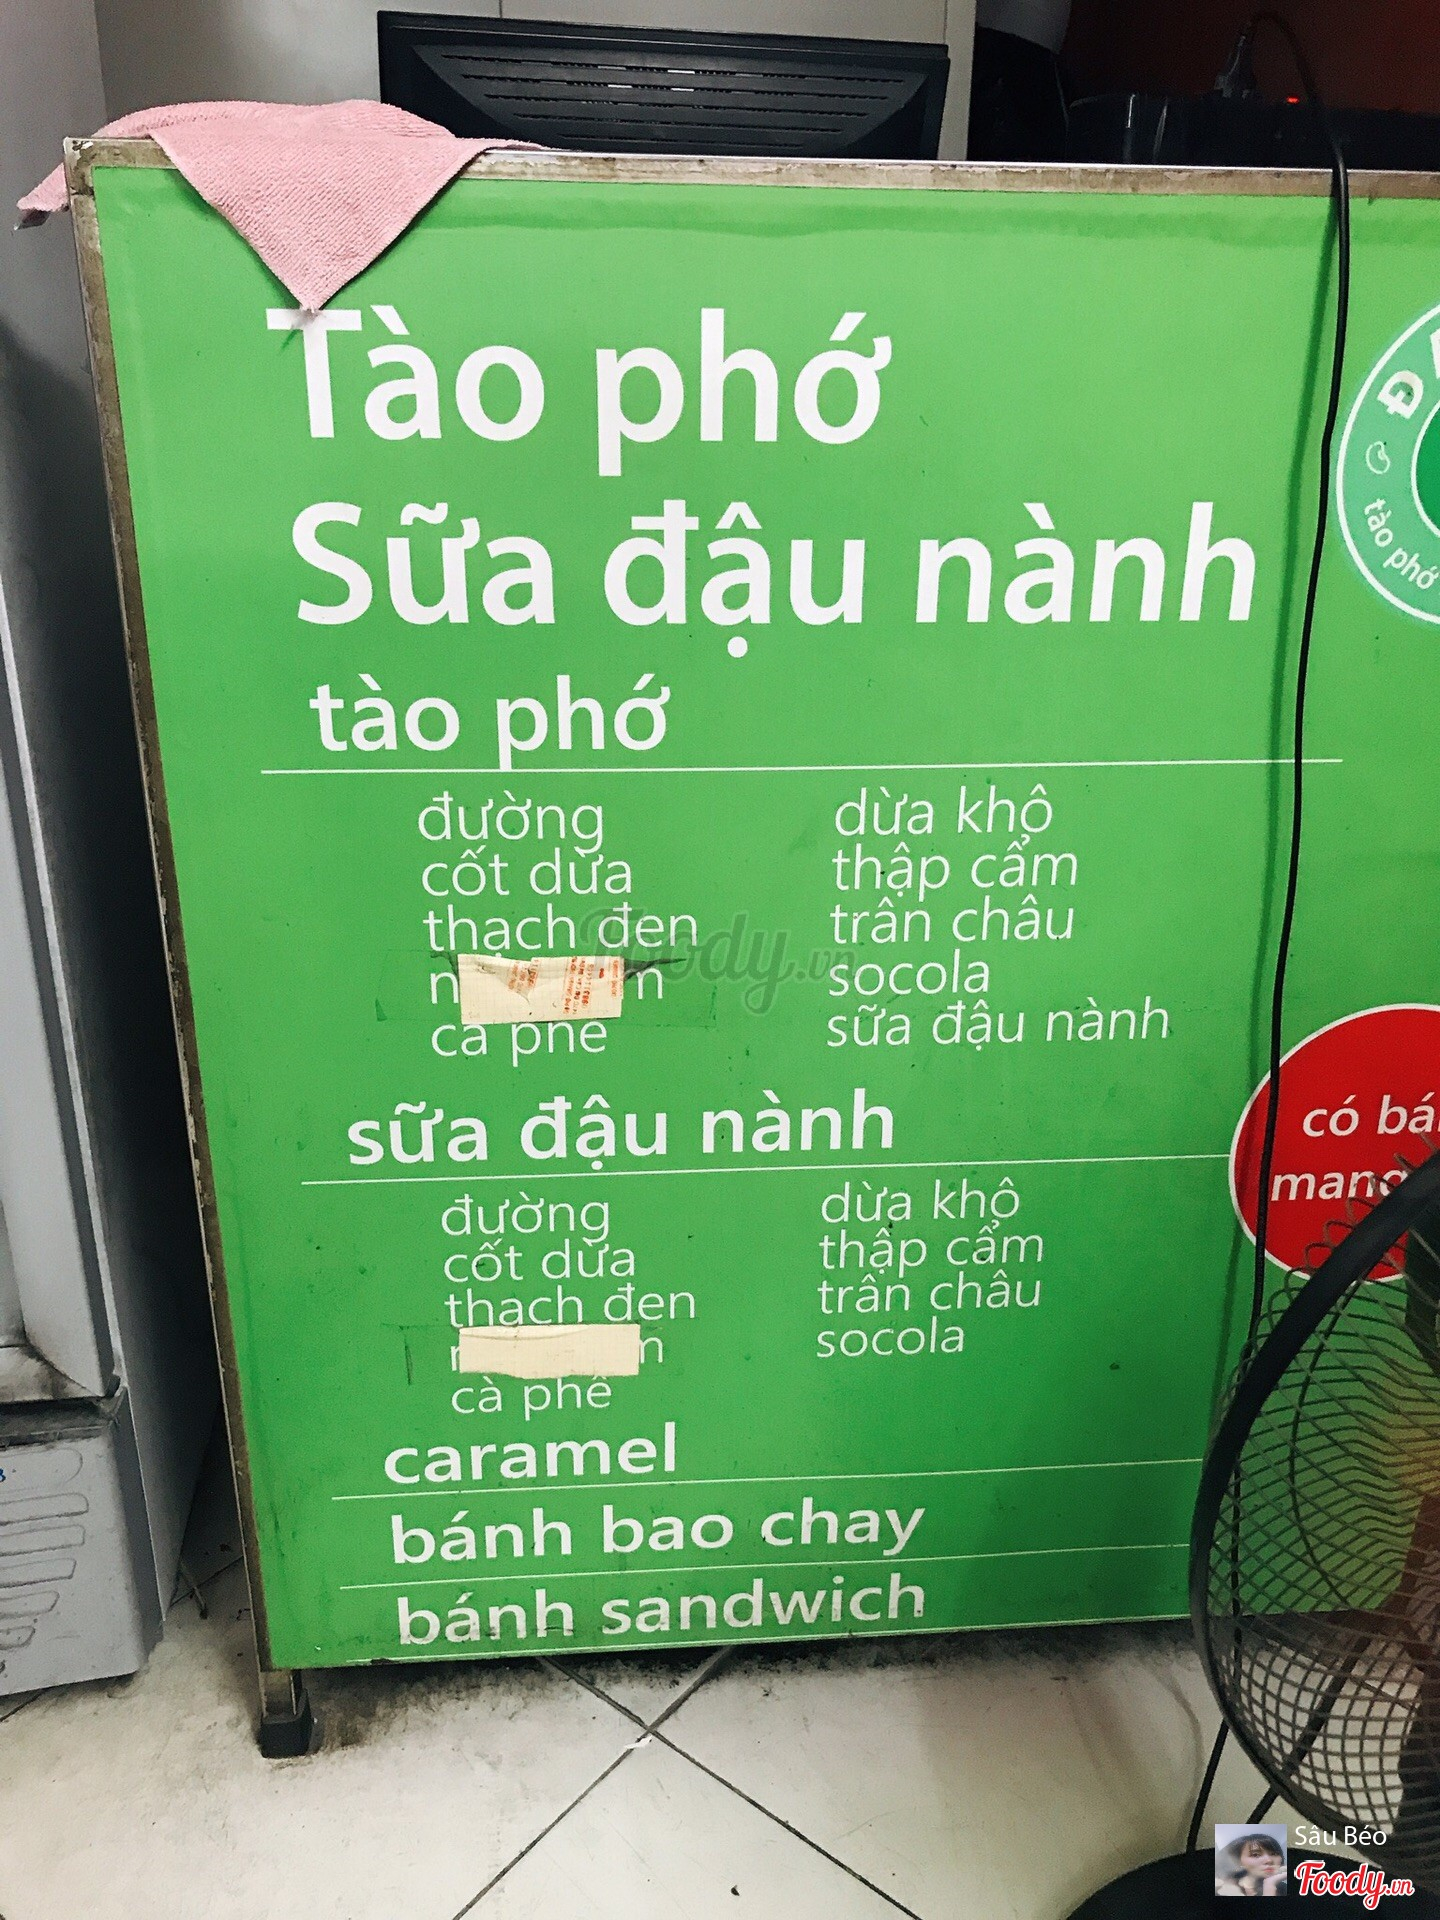 Tào phớ
Sữa đậu nành
tào phớ
đường
cốt dừa
thạch đen
cà phê
dừa khô
thập cẩm
trân châu
socola
sữa đậu nành
sữa đậu nành
đường
cốt dừa
thạch đen
cà phê
dừa khô
thập cẩm
trân châu
socola
caramel
bánh bao chay
bánh sandwich
tào phớ
có
mang
Foody.vn
Sâu Béo
Foody.vn